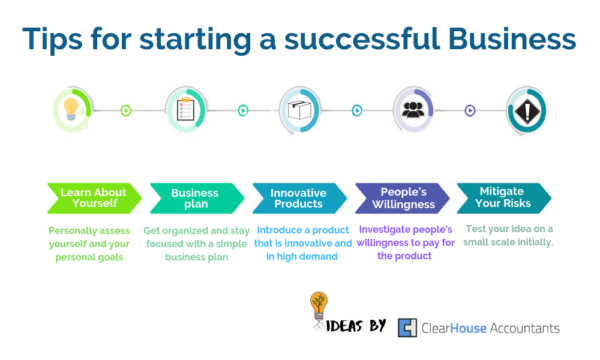 Tips for starting a successful Business
Learn About
Yourself
Business
plan
Innovative
Products
People's
Willingness
Mitigate
Your Risks
Personally assess
yourself and your
personal goals
Get organized and stay
focused with a simple
business plan
Introduce a product
that is innovative and
in high demand
Investigate people's
willingness to pay for
the product
Test your idea on a
small scale initially.
IDEAS BY
ClearHouse Accountants